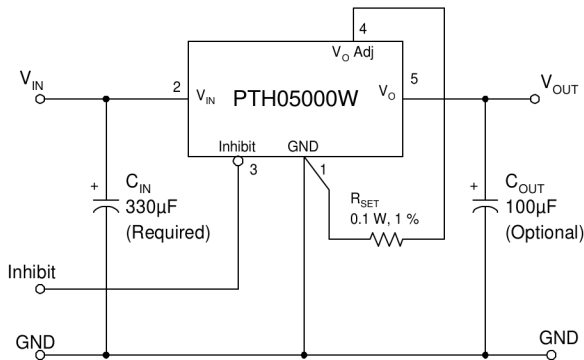 4
V_O Adj
V_IN
2
V_IN
PTH05000W
V_O
5
V_OUT
Inhibit
GND
3
1
+
C_IN
330µF
(Required)
R_SET
0.1 W, 1 %
+
C_OUT
100µF
(Optional)
Inhibit
GND
GND